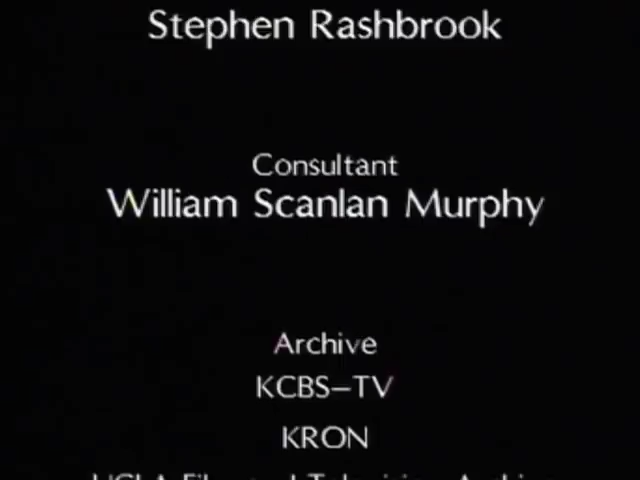 Stephen Rashbrook
Consultant
William Scanlan Murphy
Archive
KCBS–TV
KRON